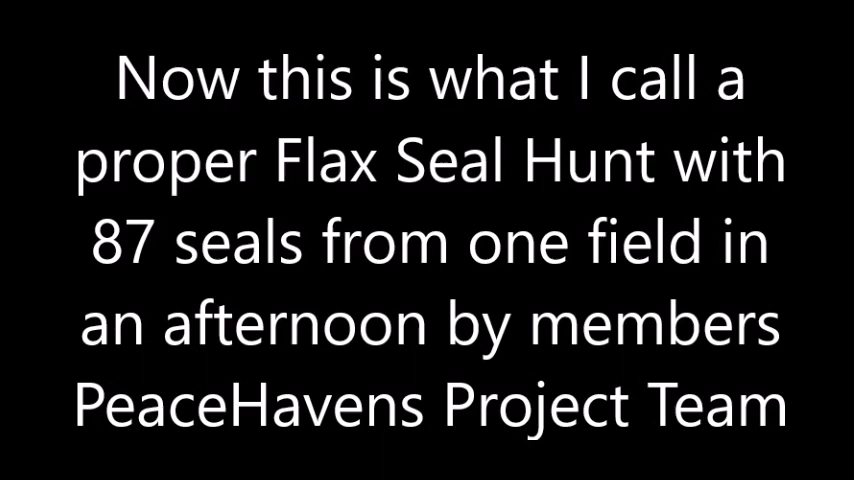 Now this is what I call a
proper Flax Seal Hunt with
87 seals from one field in
an afternoon by members
PeaceHavens Project Team